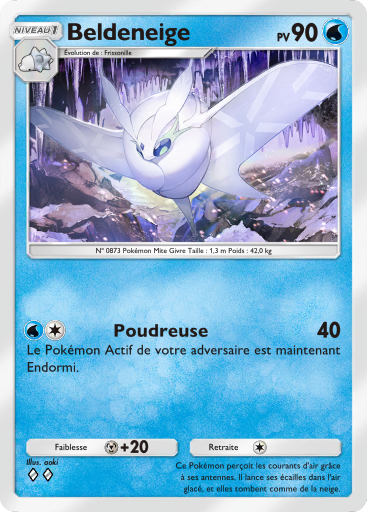 NIVEAU 1
Beldeneige
PV 90
Évolution de : Frissonille
N° 0873 Pokémon Mite Givre Taille : 1,3 m Poids : 42,0 kg
Poudreuse 40
Le Pokémon Actif de votre adversaire est maintenant
Endormi.
Faiblesse +20
Retraite
Illus. aoki
Ce Pokémon perçoit les courants d'air grâce
à ses antennes. Il lance ses écailles dans l'air
glacé, et elles tombent comme de la neige.